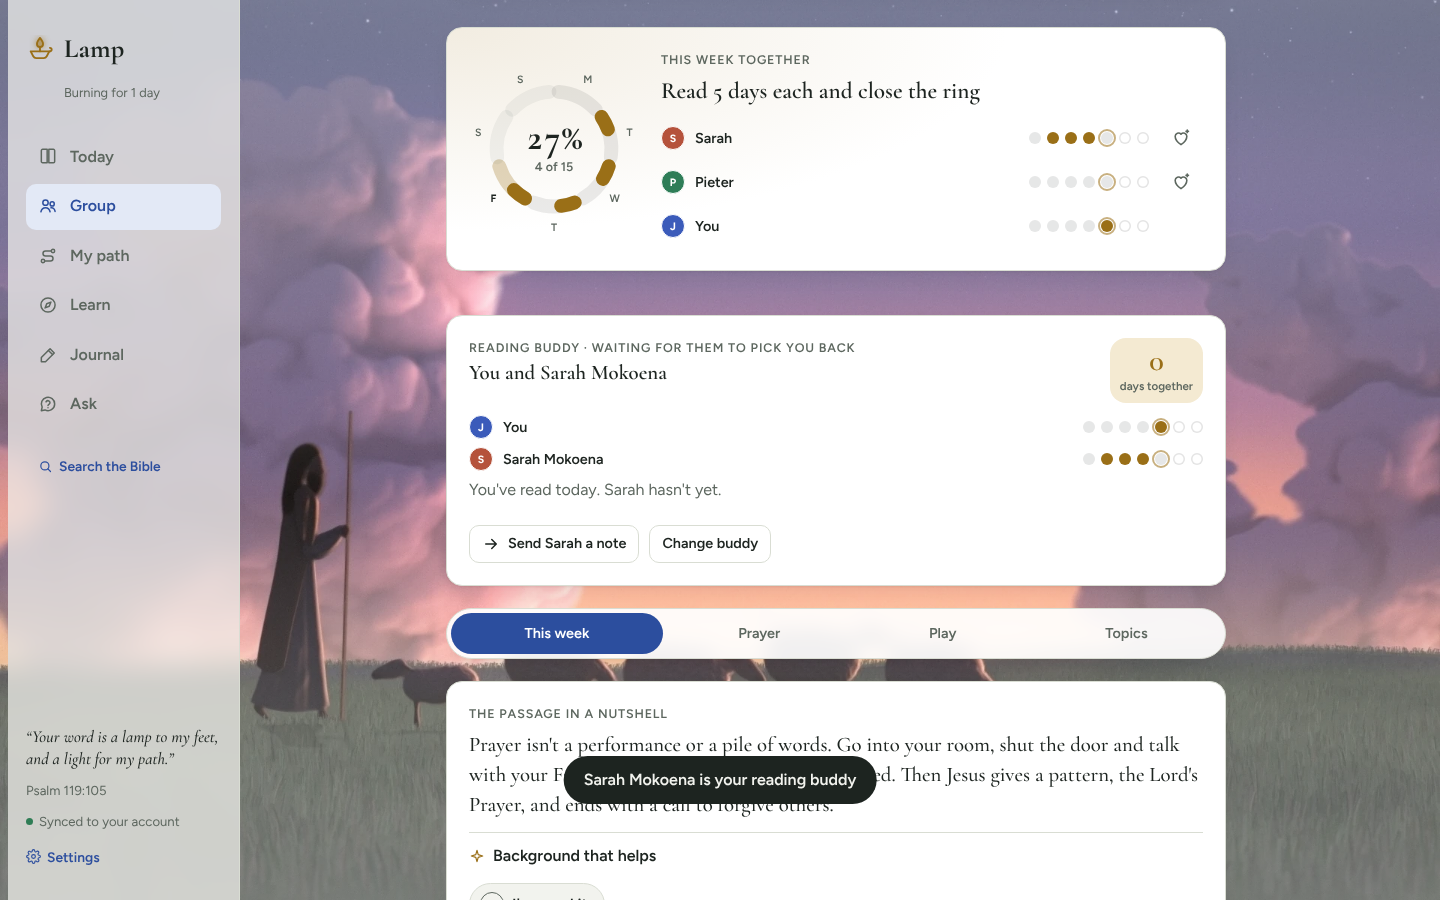 Lamp
Burning for 1 day
Today
Group
My path
Learn
Journal
Ask
Search the Bible
“Your word is a lamp to my feet,
and a light for my path.”
Psalm 119:105
Synced to your account
Settings
S
M
T
W
T
F
S
27%
4 of 15
THIS WEEK TOGETHER
Read 5 days each and close the ring
S Sarah
P Pieter
J You
READING BUDDY · WAITING FOR THEM TO PICK YOU BACK
You and Sarah Mokoena
0
days together
J You
S Sarah Mokoena
You've read today. Sarah hasn't yet.
Send Sarah a note
Change buddy
This week
Prayer
Play
Topics
THE PASSAGE IN A NUTSHELL
Prayer isn't a performance or a pile of words. Go into your room, shut the door and talk
with your F
ed. Then Jesus gives a pattern, the Lord's
Prayer, and ends with a call to forgive others.
Sarah Mokoena is your reading buddy
Background that helps